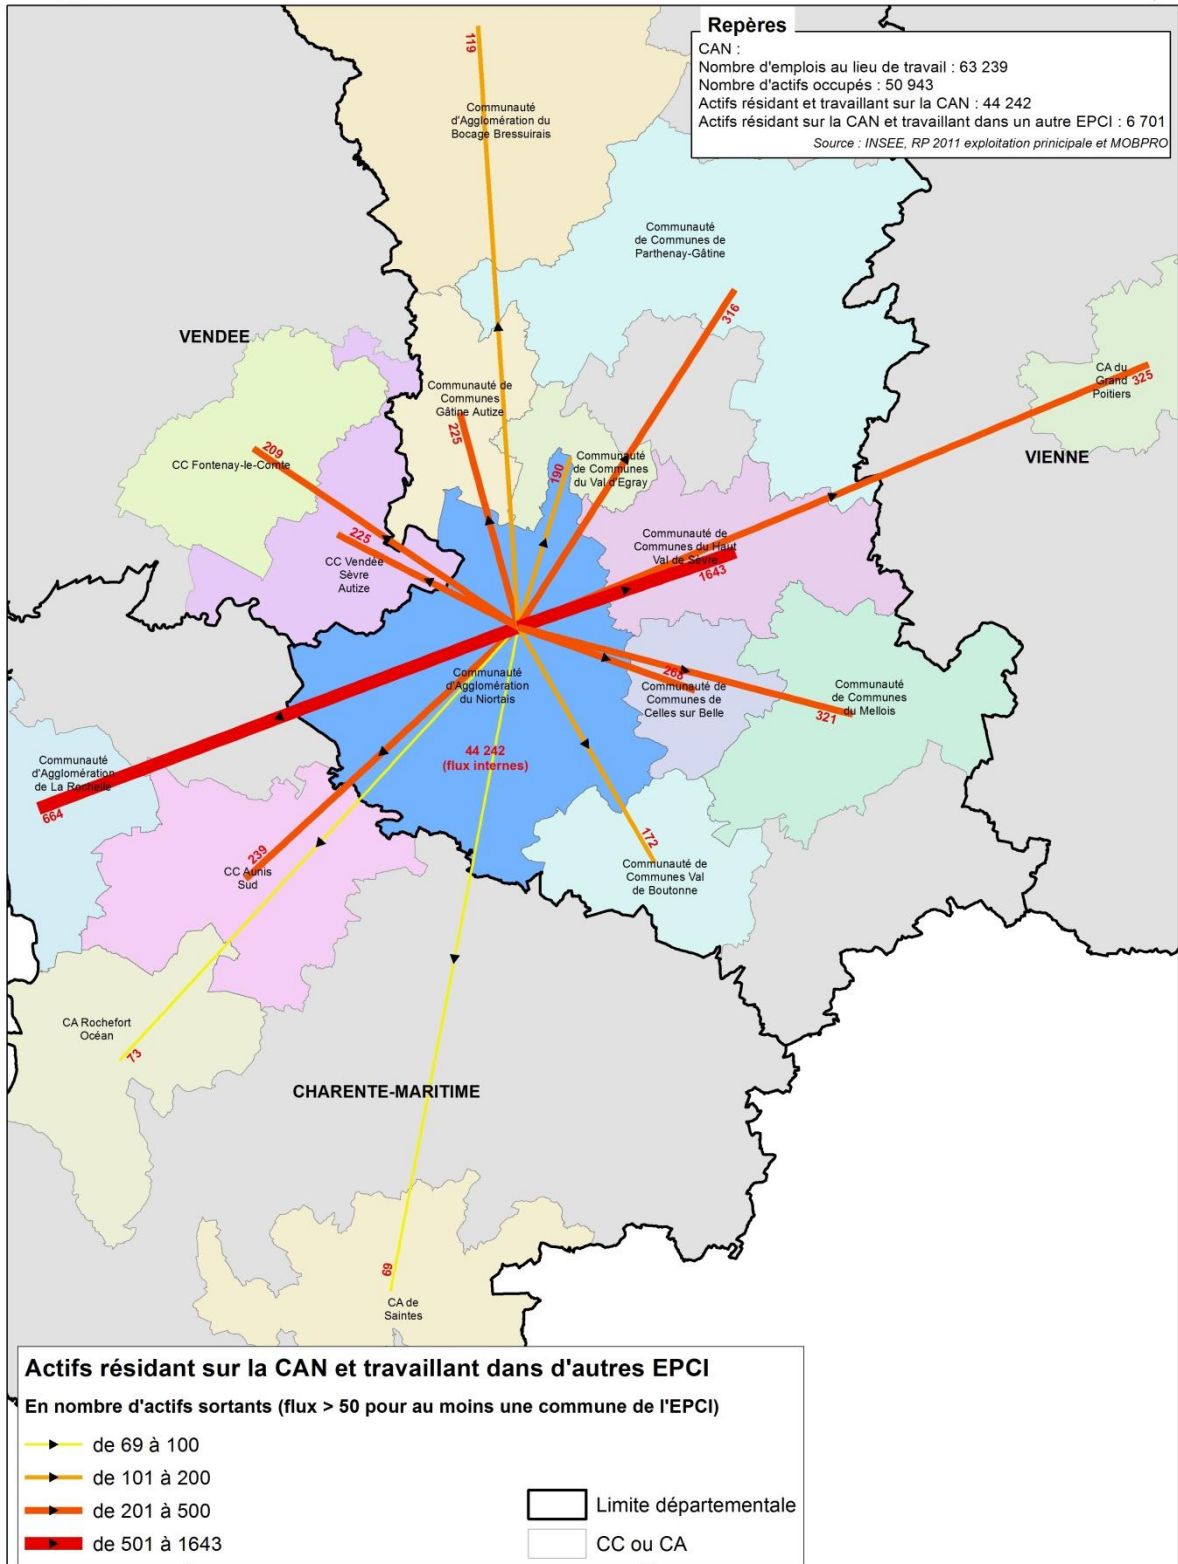 Repères
CAN :
Nombre d'emplois au lieu de travail : 63 239
Nombre d'actifs occupés : 50 943
Actifs résidant et travaillant sur la CAN : 44 242
Actifs résidant sur la CAN et travaillant dans un autre EPCI : 6 701
Source : INSEE, RP 2011 exploitation prinicipale et MOBPRO
119
Communauté
d'Agglomération du
Bocage Bressuirais
Communauté
de Communes de
Parthenay-Gâtine
316
VENDEE
CA du
Grand
Poitiers
325
Communauté de
Communes
Gâtine Autize
225
209
CC Fontenay-le-Comte
Communauté
de Communes
du Val d'Egray
190
VIENNE
225
CC Vendée
Sèvre
Autize
Communauté de
Communes du Haut
Val de Sèvre
1643
Communauté
d'Agglomération
du Niortais
268
Communauté de
Communes de
Celles sur Belle
Communauté
de Communes
du Mellois
321
44 242
(flux internes)
Communauté
d'Agglomération
de La Rochelle
664
239
CC Aunis
Sud
172
Communauté de
Communes Val
de Boutonne
CA Rochefort
Océan
73
CHARENTE-MARITIME
69
CA de
Saintes
Actifs résidant sur la CAN et travaillant dans d'autres EPCI
En nombre d'actifs sortants (flux > 50 pour au moins une commune de l'EPCI)
de 69 à 100
de 101 à 200
de 201 à 500
de 501 à 1643
Limite départementale
CC ou CA